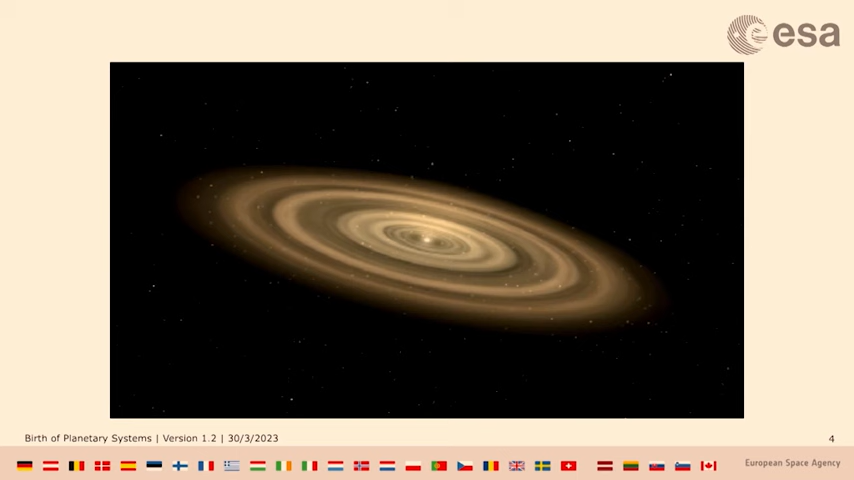 esa
Birth of Planetary Systems | Version 1.2 | 30/3/2023
4
European Space Agency